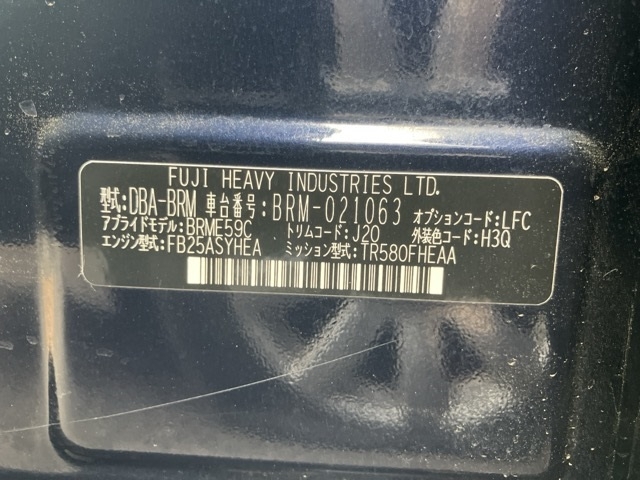 FUJI HEAVY INDUSTRIES LTD.
型式:DBA-BRM 車台番号:BRM-021063 オプションコード:LFC
アプライドモデル:BRME59C トリムコード:J20 外装色コード:H3Q
エンジン型式:FB25ASYHEA ミッション型式:TR580FHEAA